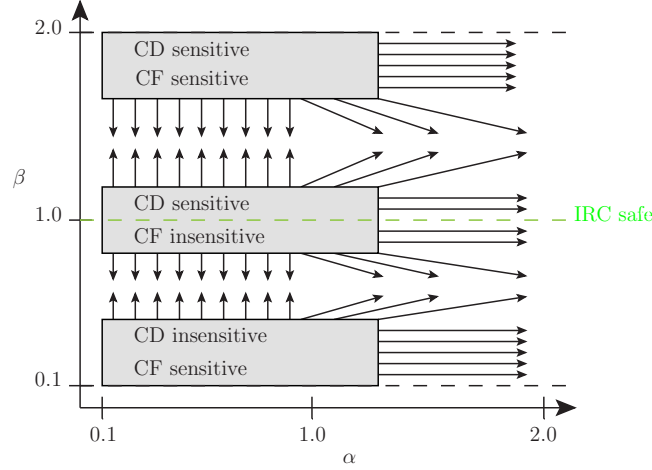 2.0
CD sensitive
CF sensitive
β
CD sensitive
1.0
IRC safe
CF insensitive
CD insensitive
CF sensitive
0.1
0.1
1.0
2.0
α